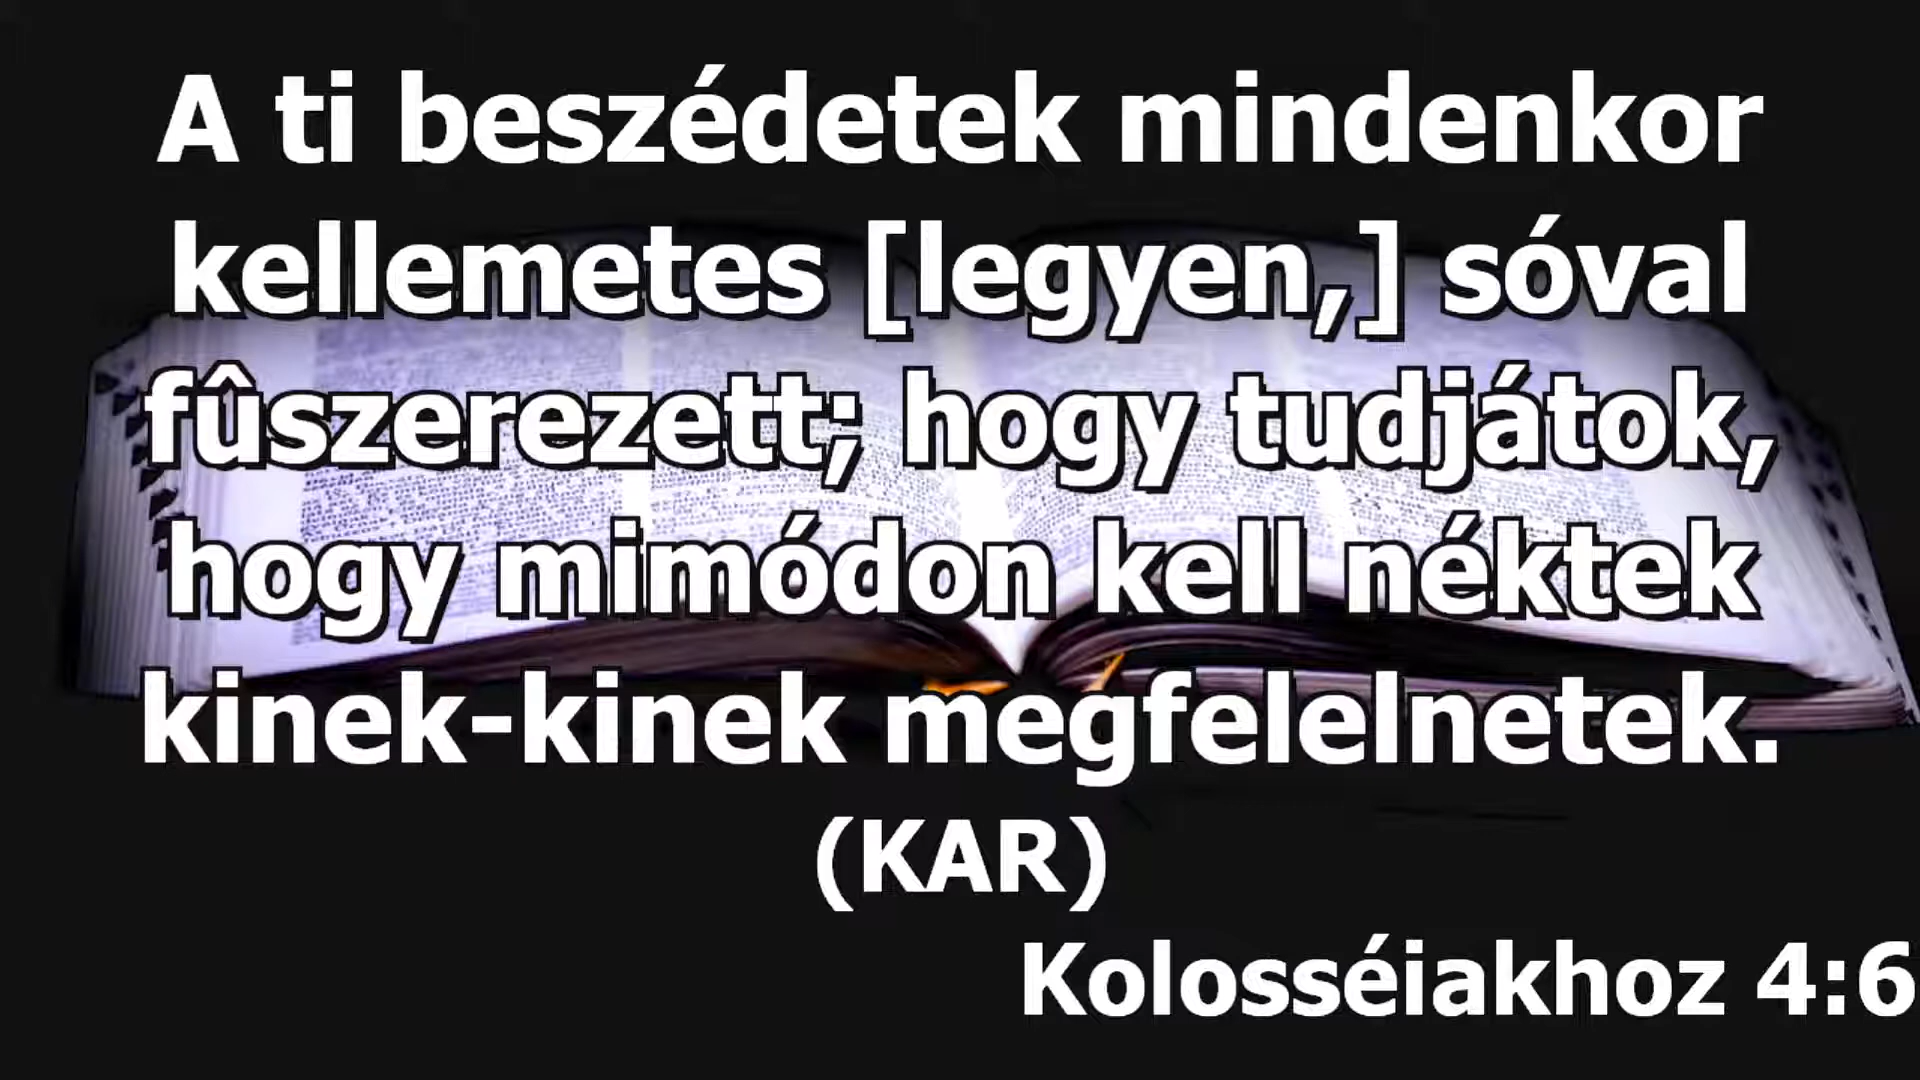 A ti beszédetek mindenkor
kellemetes [legyen,] sóval
fûszerezett; hogy tudjátok,
hogy mimódon kell néktek
kinek-kinek megfelelnetek.
(KAR)
Kolosséiakhoz 4:6